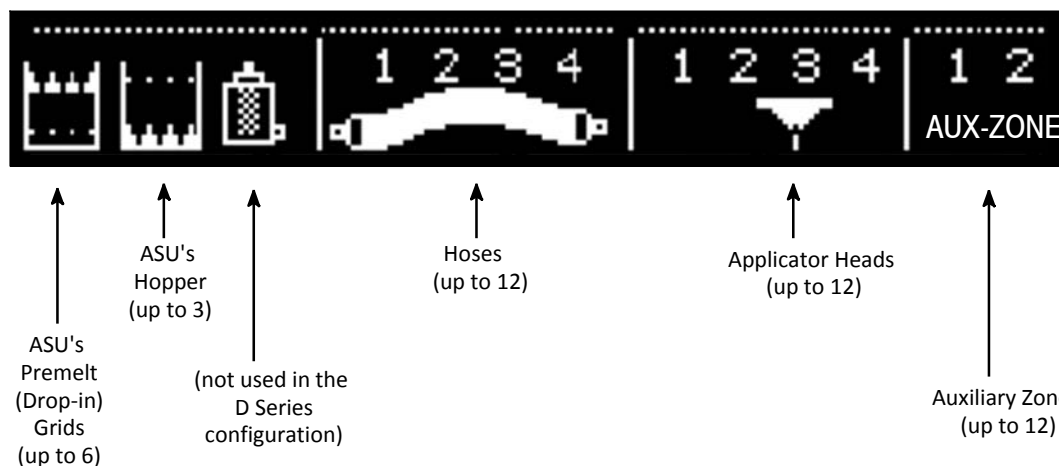 1 2 3 4
1 2 3 4
1 2
AUX-ZONE
ASU's
Premelt
(Drop-in)
Grids
(up to 6)
ASU's
Hopper
(up to 3)
(not used in the
D Series
configuration)
Hoses
(up to 12)
Applicator Heads
(up to 12)
Auxiliary Zon
(up to 12)